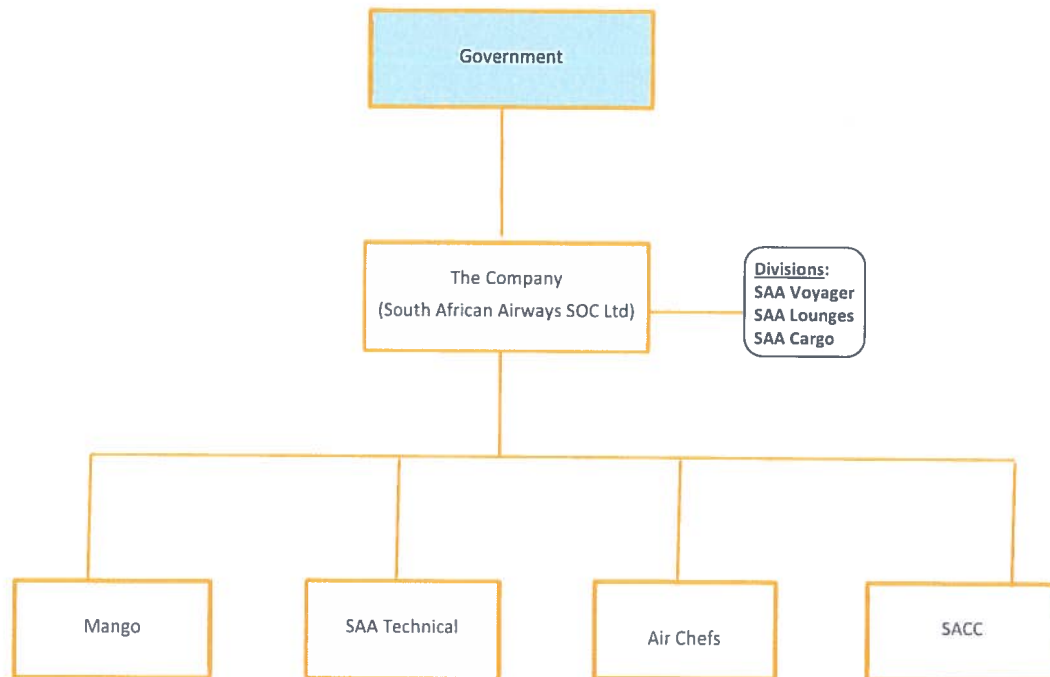 Government
The Company
(South African Airways SOC Ltd)
Divisions:
SAA Voyager
SAA Lounges
SAA Cargo
Mango
SAA Technical
Air Chefs
SACC